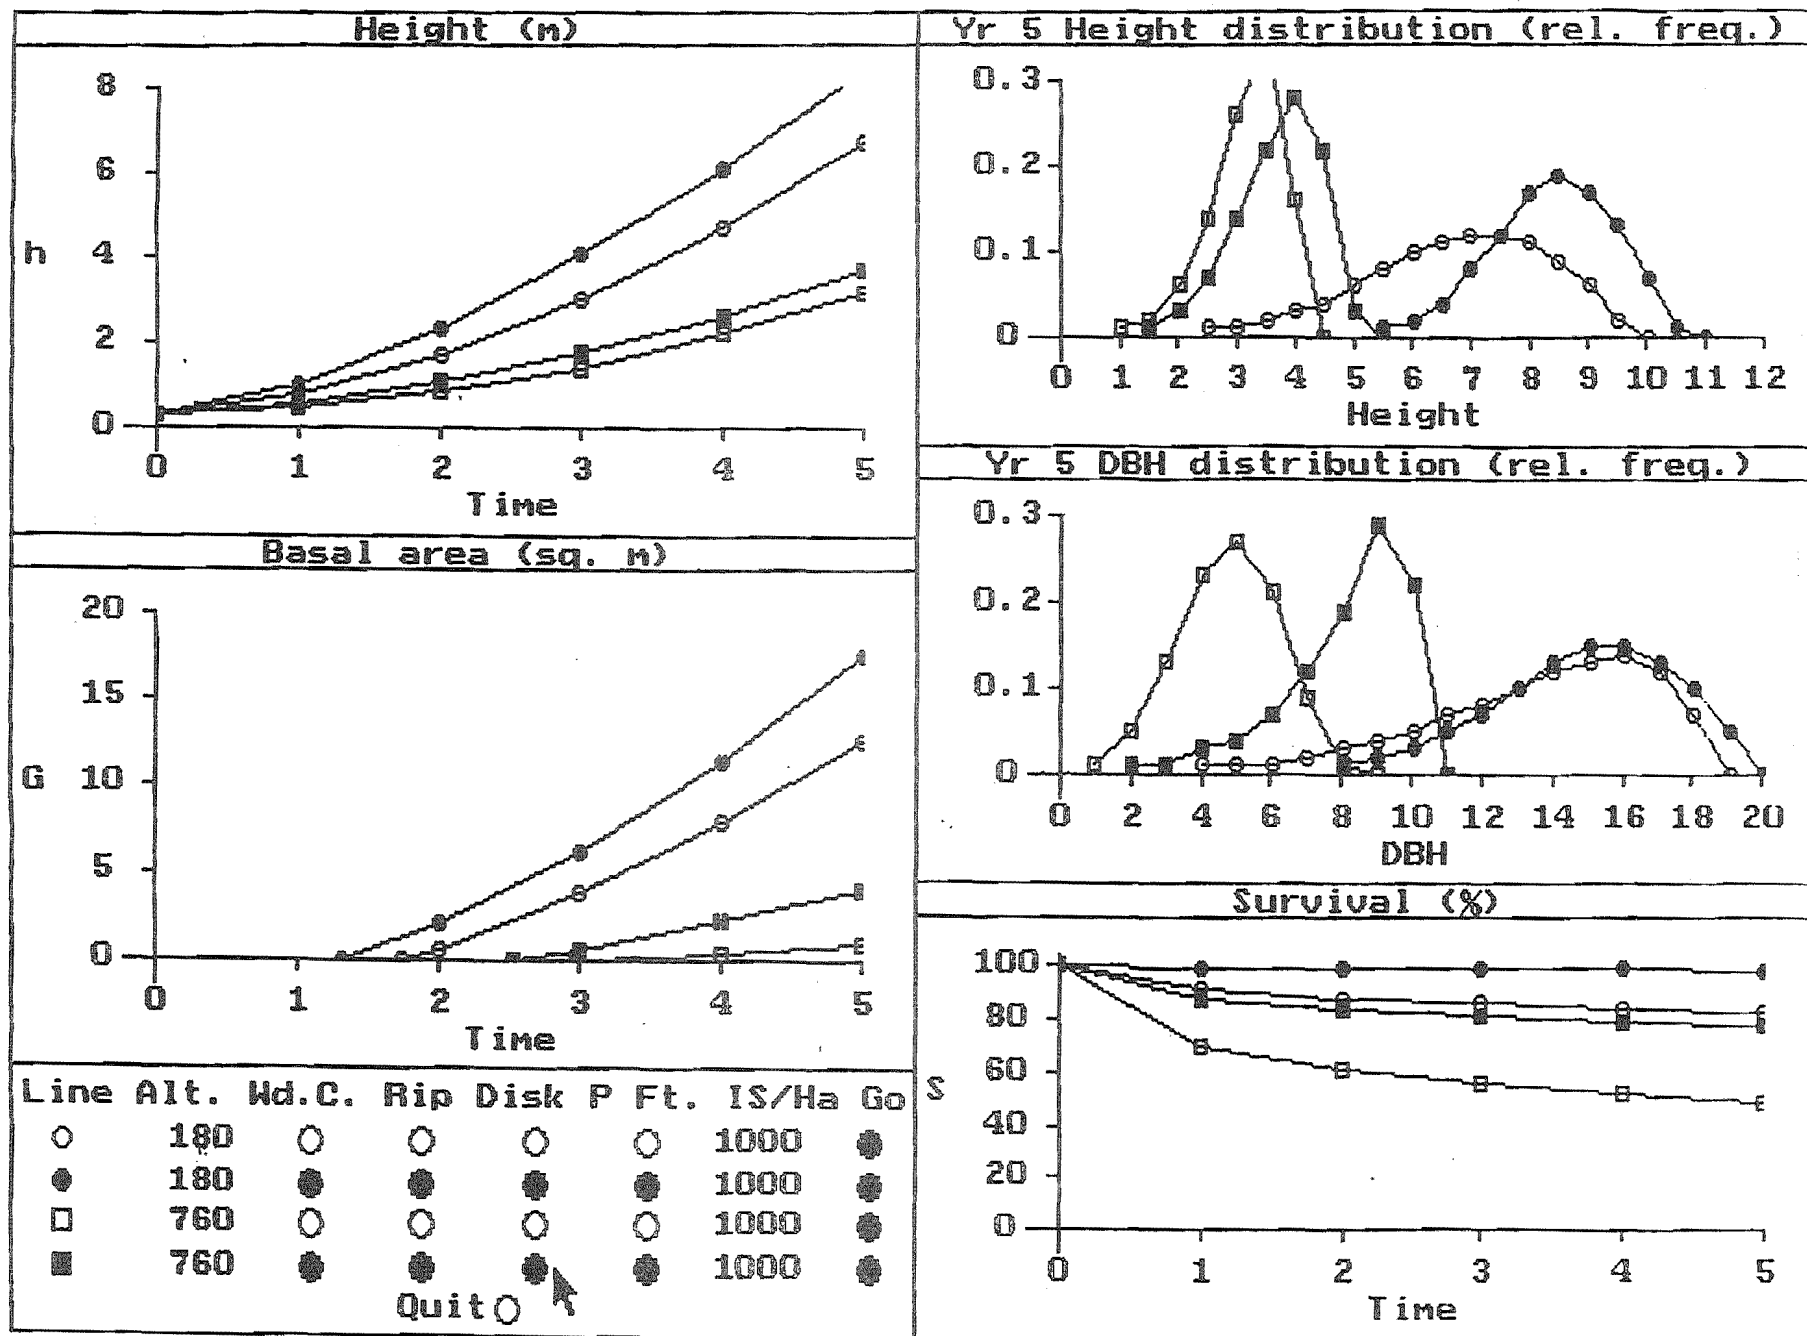 Height (m)
8
6
4
2
0
h
0 1 2 3 4 5
Time
Basal area (sq. m)
20
15
10
5
0
G
0 1 2 3 4 5
Time
Line Alt. Wd.C. Rip Disk P Ft. IS/Ha Go
180 1000
180 1000
760 1000
760 1000
Quit
Yr 5 Height distribution (rel. freq.)
0.3
0.2
0.1
0
0 1 2 3 4 5 6 7 8 9 10 11 12
Height
Yr 5 DBH distribution (rel. freq.)
0.3
0.2
0.1
0
0 2 4 6 8 10 12 14 16 18 20
DBH
Survival (%)
100
80
60
40
20
0
S
0 1 2 3 4 5
Time